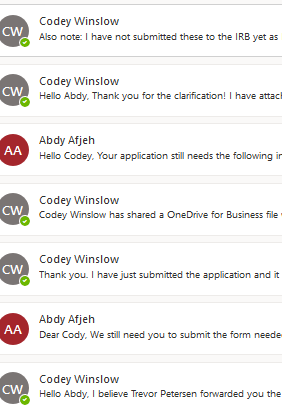 CW
Codey Winslow
Also note: I have not submitted these to the IRB yet as
CW
Codey Winslow
Hello Abdy, Thank you for the clarification! I have attac
AA
Abdy Afjeh
Hello Codey, Your application still needs the following in
CW
Codey Winslow
Codey Winslow has shared a OneDrive for Business file
CW
Codey Winslow
Thank you. I have just submitted the application and it
AA
Abdy Afjeh
Dear Cody, We still need you to submit the form neede
CW
Codey Winslow
Hello Abdy, I believe Trevor Petersen forwarded you the